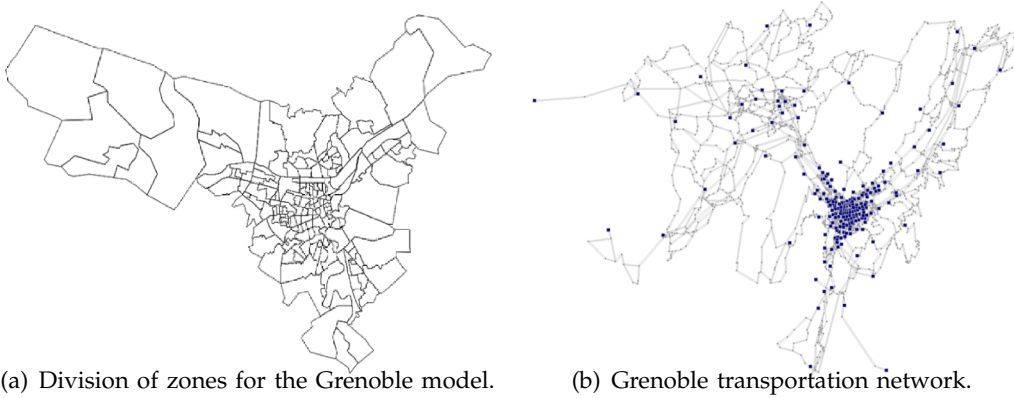 (a) Division of zones for the Grenoble model.
(b) Grenoble transportation network.